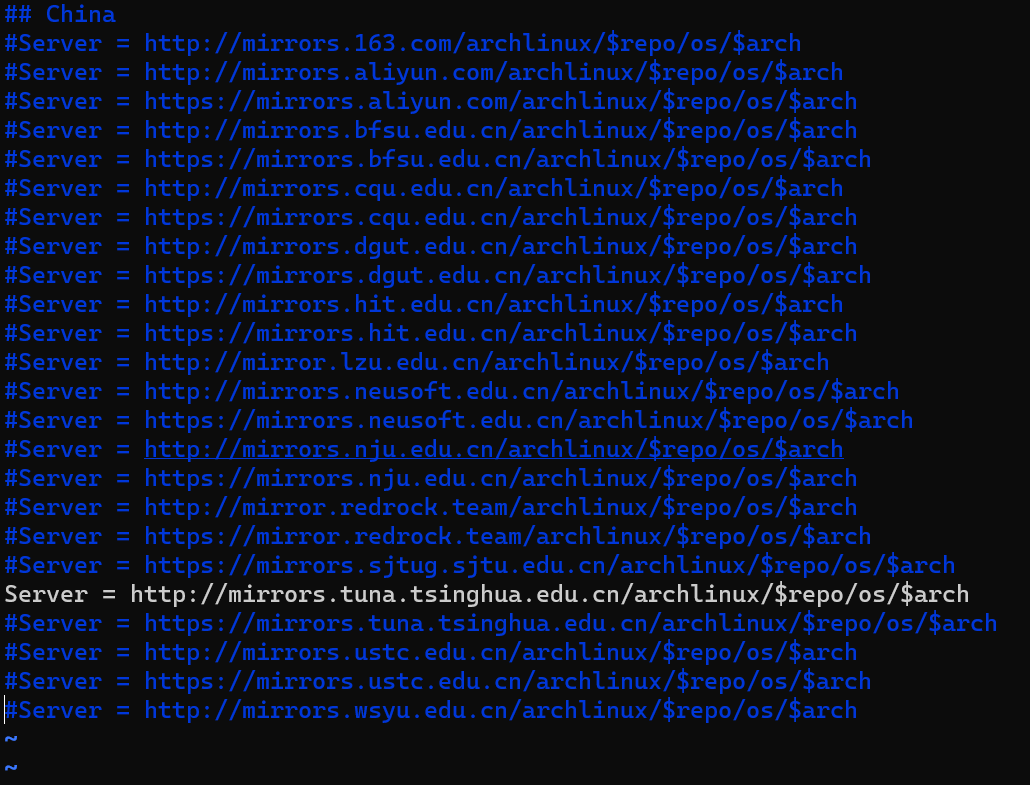 ## China
#Server = http://mirrors.163.com/archlinux/$repo/os/$arch
#Server = http://mirrors.aliyun.com/archlinux/$repo/os/$arch
#Server = https://mirrors.aliyun.com/archlinux/$repo/os/$arch
#Server = http://mirrors.bfsu.edu.cn/archlinux/$repo/os/$arch
#Server = https://mirrors.bfsu.edu.cn/archlinux/$repo/os/$arch
#Server = http://mirrors.cqu.edu.cn/archlinux/$repo/os/$arch
#Server = https://mirrors.cqu.edu.cn/archlinux/$repo/os/$arch
#Server = http://mirrors.dgut.edu.cn/archlinux/$repo/os/$arch
#Server = https://mirrors.dgut.edu.cn/archlinux/$repo/os/$arch
#Server = http://mirrors.hit.edu.cn/archlinux/$repo/os/$arch
#Server = https://mirrors.hit.edu.cn/archlinux/$repo/os/$arch
#Server = http://mirror.lzu.edu.cn/archlinux/$repo/os/$arch
#Server = http://mirrors.neusoft.edu.cn/archlinux/$repo/os/$arch
#Server = https://mirrors.neusoft.edu.cn/archlinux/$repo/os/$arch
#Server = http://mirrors.nju.edu.cn/archlinux/$repo/os/$arch
#Server = https://mirrors.nju.edu.cn/archlinux/$repo/os/$arch
#Server = http://mirror.redrock.team/archlinux/$repo/os/$arch
#Server = https://mirror.redrock.team/archlinux/$repo/os/$arch
#Server = https://mirrors.sjtug.sjtu.edu.cn/archlinux/$repo/os/$arch
Server = http://mirrors.tuna.tsinghua.edu.cn/archlinux/$repo/os/$arch
#Server = https://mirrors.tuna.tsinghua.edu.cn/archlinux/$repo/os/$arch
#Server = http://mirrors.ustc.edu.cn/archlinux/$repo/os/$arch
#Server = https://mirrors.ustc.edu.cn/archlinux/$repo/os/$arch
#Server = http://mirrors.wsyu.edu.cn/archlinux/$repo/os/$arch
~
~